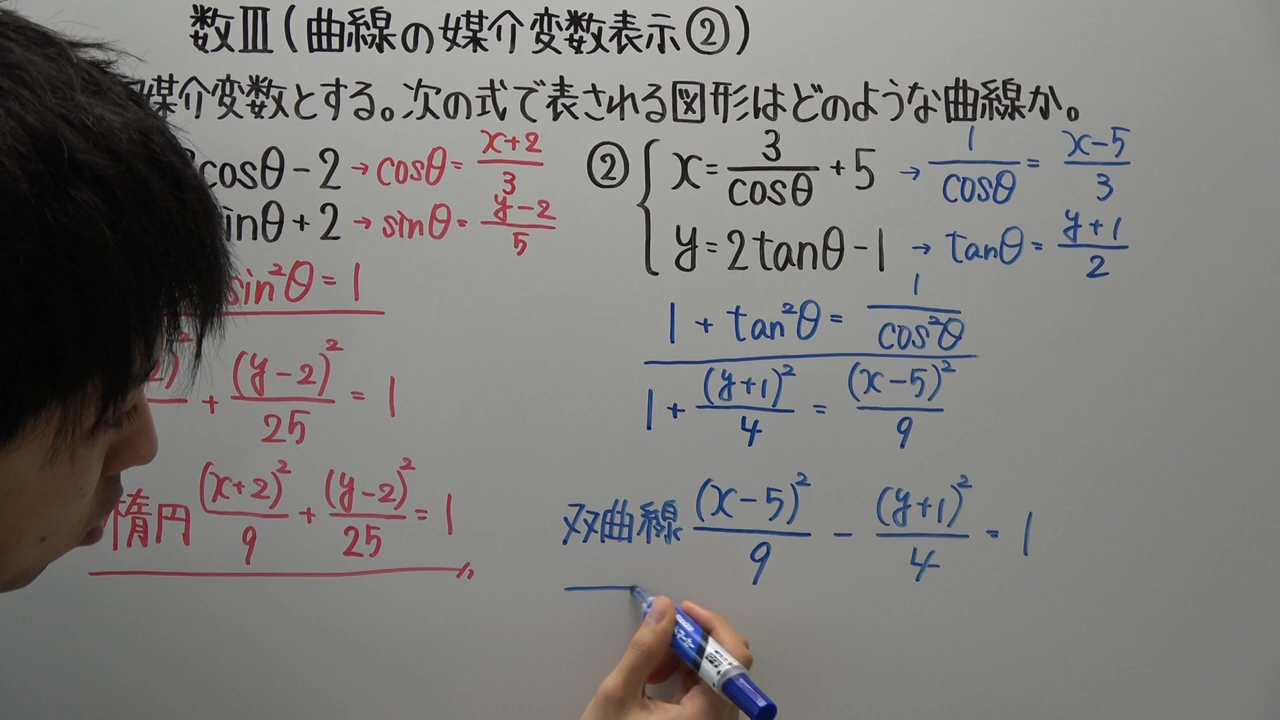 数Ⅲ(曲線の媒介変数表示②)
媒介変数とする。次の式で表される図形はどのような曲線か。
cosθ-2→cosθ=(x+2)/3
inθ+2→sinθ=(y-2)/5
sin²θ=1
)²/ + (y-2)²/25 = 1
楕円 (x+2)²/9 + (y-2)²/25 = 1
② { x=3/cosθ+5 → 1/cosθ=(x-5)/3
y=2tanθ-1 → tanθ=(y+1)/2
1+tan²θ=1/cos²θ
1+(y+1)²/4=(x-5)²/9
双曲線 (x-5)²/9 - (y+1)²/4 = 1